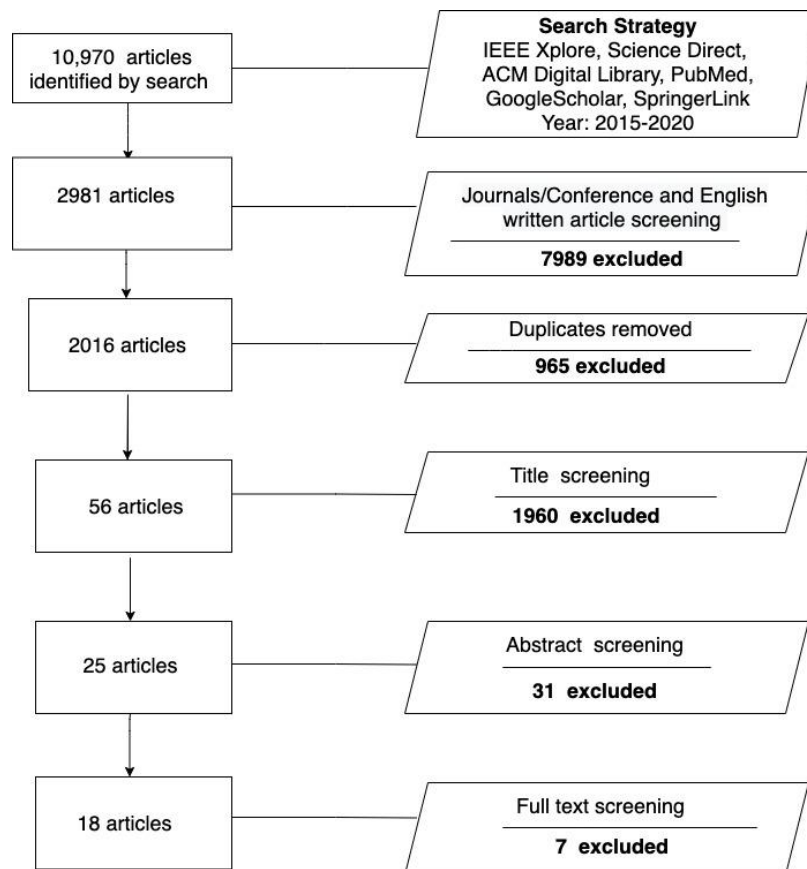 10,970 articles
identified by search
Search Strategy
IEEE Xplore, Science Direct,
ACM Digital Library, PubMed,
GoogleScholar, SpringerLink
Year: 2015-2020
2981 articles
Journals/Conference and English
written article screening
7989 excluded
2016 articles
Duplicates removed
965 excluded
56 articles
Title screening
1960 excluded
25 articles
Abstract screening
31 excluded
18 articles
Full text screening
7 excluded